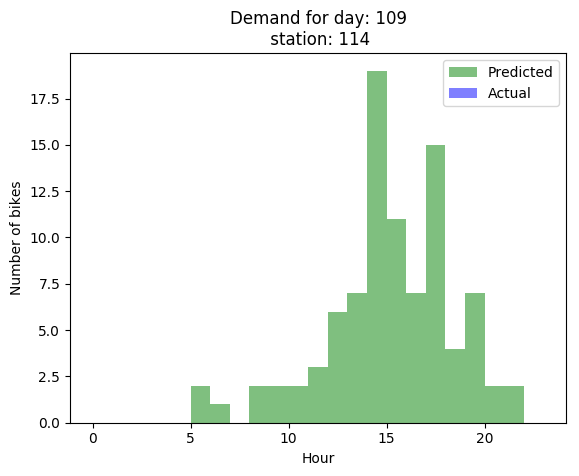 Demand for day: 109
station: 114
Predicted
Actual
17.5
15.0
12.5
10.0
7.5
5.0
2.5
0.0
Number of bikes
0 5 10 15 20
Hour